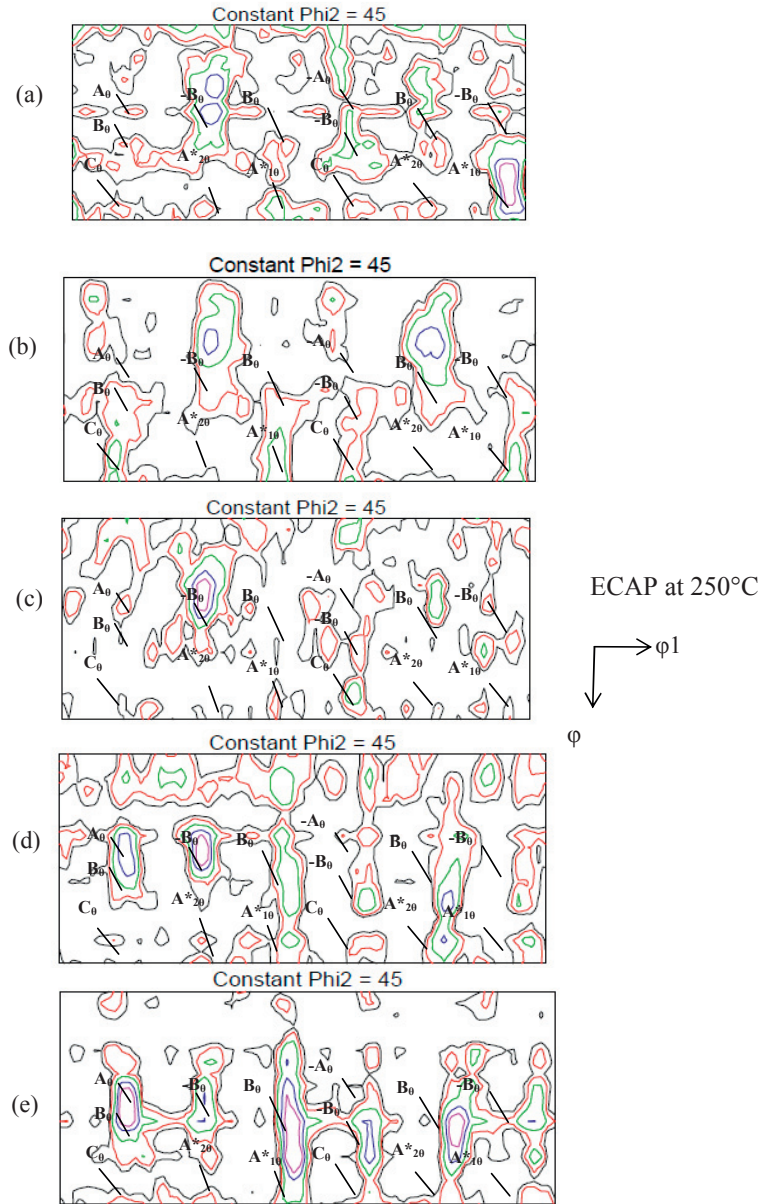 Constant Phi2 = 45
(a)
A₀ -B₀ B₀ -A₀ B₀ -B₀
B₀ -B₀
C₀ A*₂₀ A*₁₀ C₀ A*₂₀ A*₁₀
Constant Phi2 = 45
(b)
A₀ -B₀ B₀ -A₀ B₀ -B₀
B₀ -B₀
C₀ A*₂₀ A*₁₀ C₀ A*₂₀ A*₁₀
Constant Phi2 = 45
(c)
A₀ -B₀ B₀ -A₀ B₀ -B₀
B₀ -B₀
C₀ A*₂₀ A*₁₀ C₀ A*₂₀ A*₁₀
ECAP at 250°C
φ1
φ
Constant Phi2 = 45
(d)
A₀ -B₀ B₀ -A₀ B₀ -B₀
B₀ -B₀
C₀ A*₂₀ A*₁₀ C₀ A*₂₀ A*₁₀
Constant Phi2 = 45
(e)
A₀ -B₀ B₀ -A₀ B₀ -B₀
B₀ -B₀
C₀ A*₂₀ A*₁₀ C₀ A*₂₀ A*₁₀